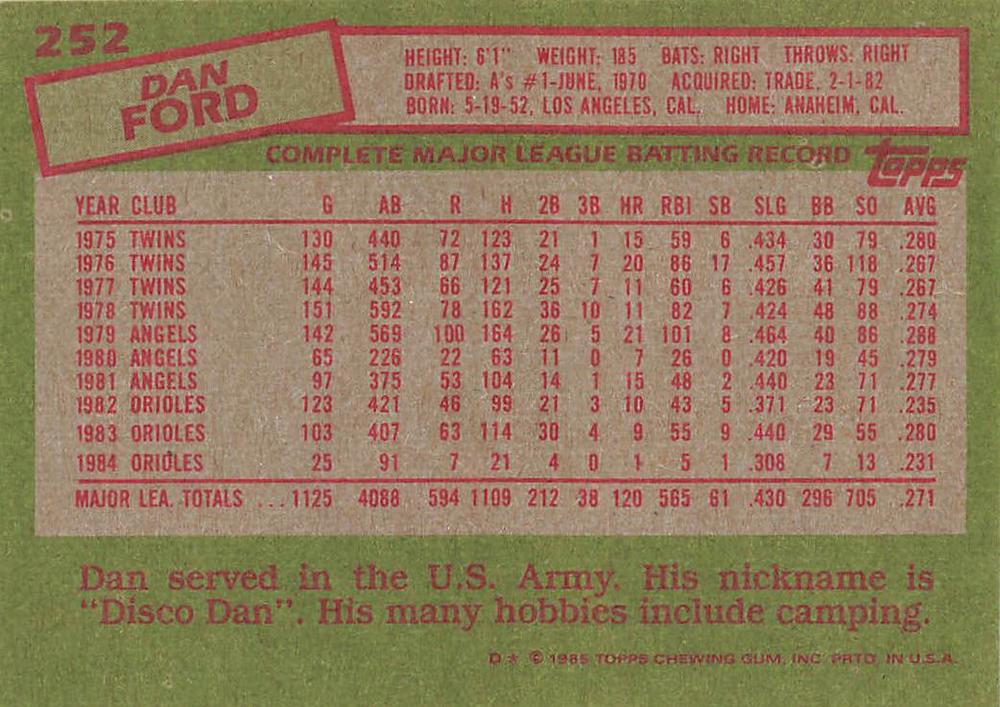 252
DAN
FORD
HEIGHT: 6'1" WEIGHT: 185 BATS: RIGHT THROWS: RIGHT
DRAFTED: A's #1-JUNE, 1970 ACQUIRED: TRADE, 2-1-82
BORN: 5-19-52, LOS ANGELES, CAL. HOME: ANAHEIM, CAL.
COMPLETE MAJOR LEAGUE BATTING RECORD topps
YEAR CLUB G AB R H 2B 3B HR RBI SB SLG BB SO AVG
1975 TWINS 130 440 72 123 21 1 15 59 6 .434 30 79 .280
1976 TWINS 145 514 87 137 24 7 20 86 17 .457 36 118 .267
1977 TWINS 144 453 66 121 25 7 11 60 6 .426 41 79 .267
1978 TWINS 151 592 78 162 36 10 11 82 7 .424 48 88 .274
1979 ANGELS 142 569 100 164 26 5 21 101 8 .464 40 86 .288
1980 ANGELS 65 226 22 63 11 0 7 26 0 .420 19 45 .279
1981 ANGELS 97 375 53 104 14 1 15 48 2 .440 23 71 .277
1982 ORIOLES 123 421 46 99 21 3 10 43 5 .371 23 71 .235
1983 ORIOLES 103 407 63 114 30 4 9 55 9 .440 29 55 .280
1984 ORIOLES 25 91 7 21 4 0 1 5 1 .308 7 13 .231
MAJOR LEA. TOTALS ... 1125 4088 594 1109 212 38 120 565 61 .430 296 705 .271
Dan served in the U.S. Army. His nickname is
"Disco Dan". His many hobbies include camping.
D* © 1985 TOPPS CHEWING GUM, INC. PRTD. IN U.S.A.